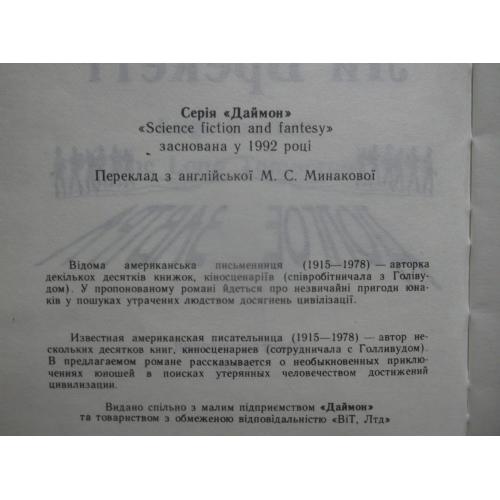 Серія «Даймон»
«Science fiction and fantesy»
заснована у 1992 році
Переклад з англійської М. С. Минакової
Відома американська письменниця (1915—1978) — авторка
декількох десятків книжок, кіносценаріїв (співробітничала з Голіву-
дом). У пропонованому романі йдеться про незвичайні пригоди юна-
ків у пошуках утрачених людством досягнень цивілізації.
Известная американская писательница (1915—1978) — автор не-
скольких десятков книг, киносценариев (сотрудничала с Голливудом).
В предлагаемом романе рассказывается о необыкновенных приклю-
чениях юношей в поисках утерянных человечеством достижений
цивилизации.
Видано спільно з малим підприємством «Даймон»
та товариством з обмеженою відповідальністю «ВіТ, Лтд»